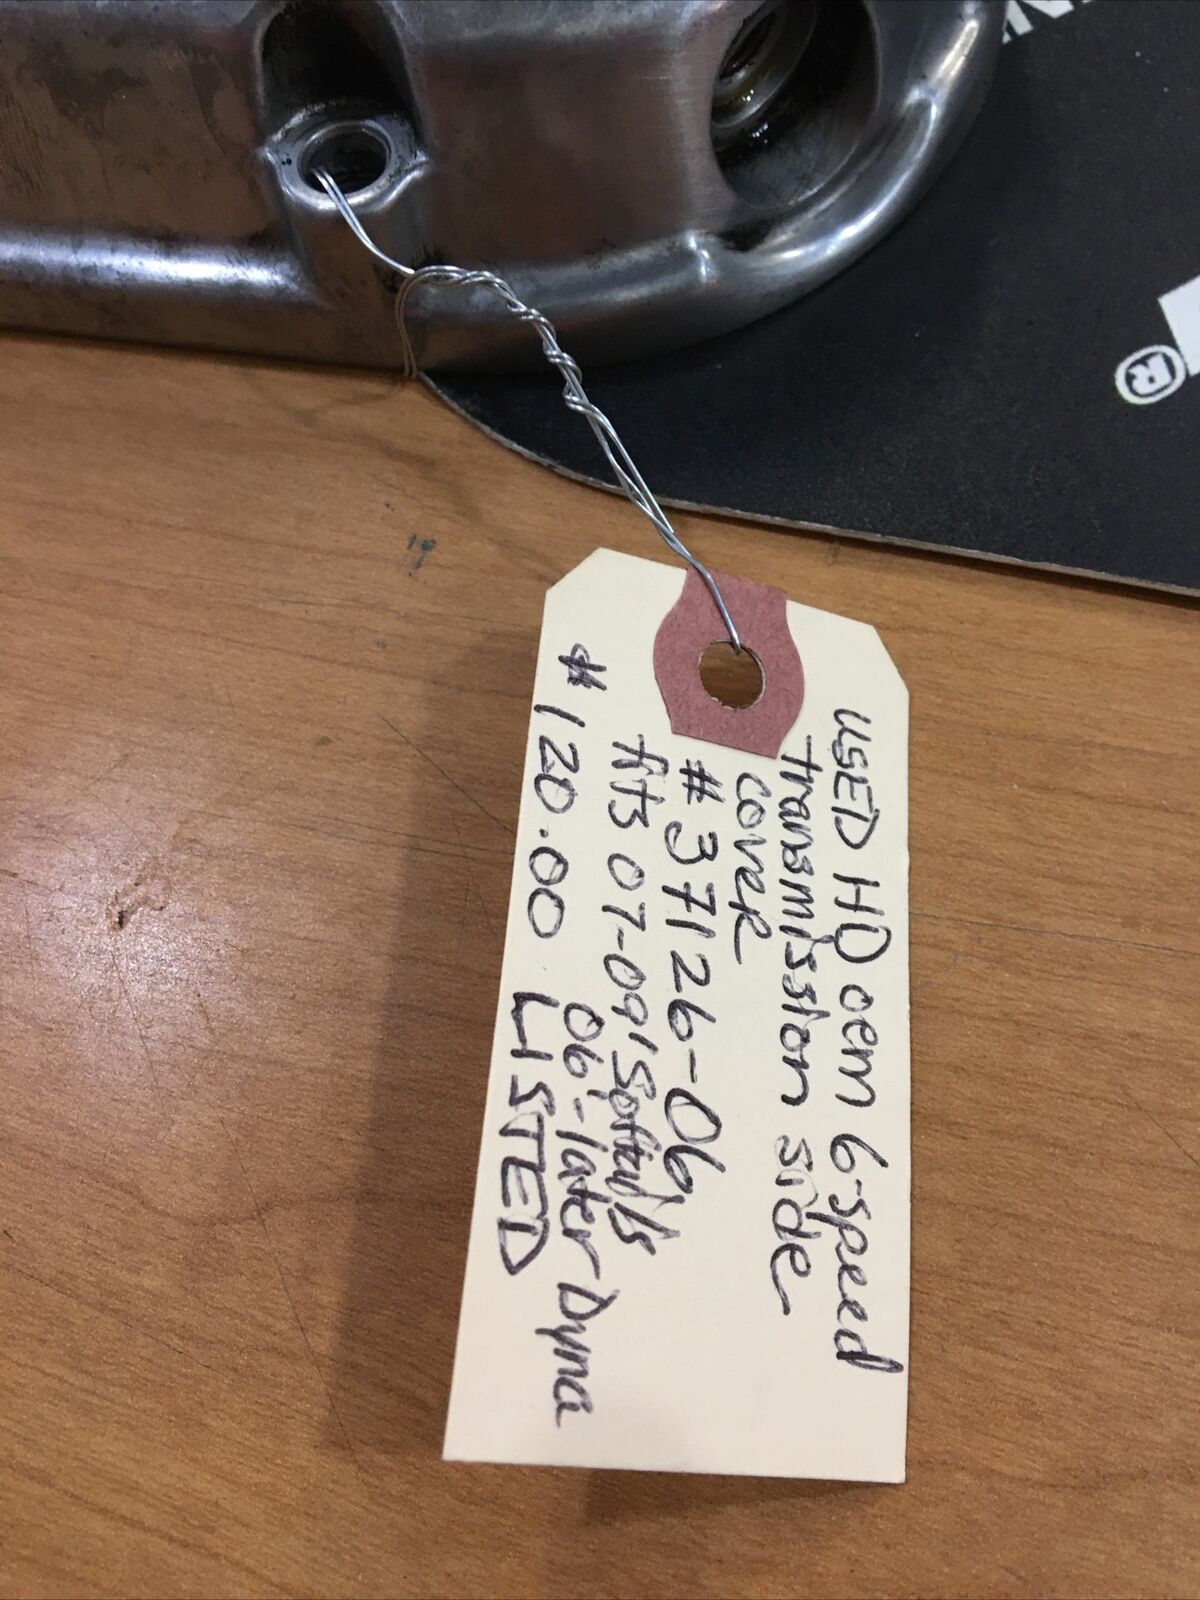 USED HD oem 6-speed
transmission side
cover
# 37126-06
fits 07-09' Softail/s
06'-later Dyna
$120.00 LISTED
®